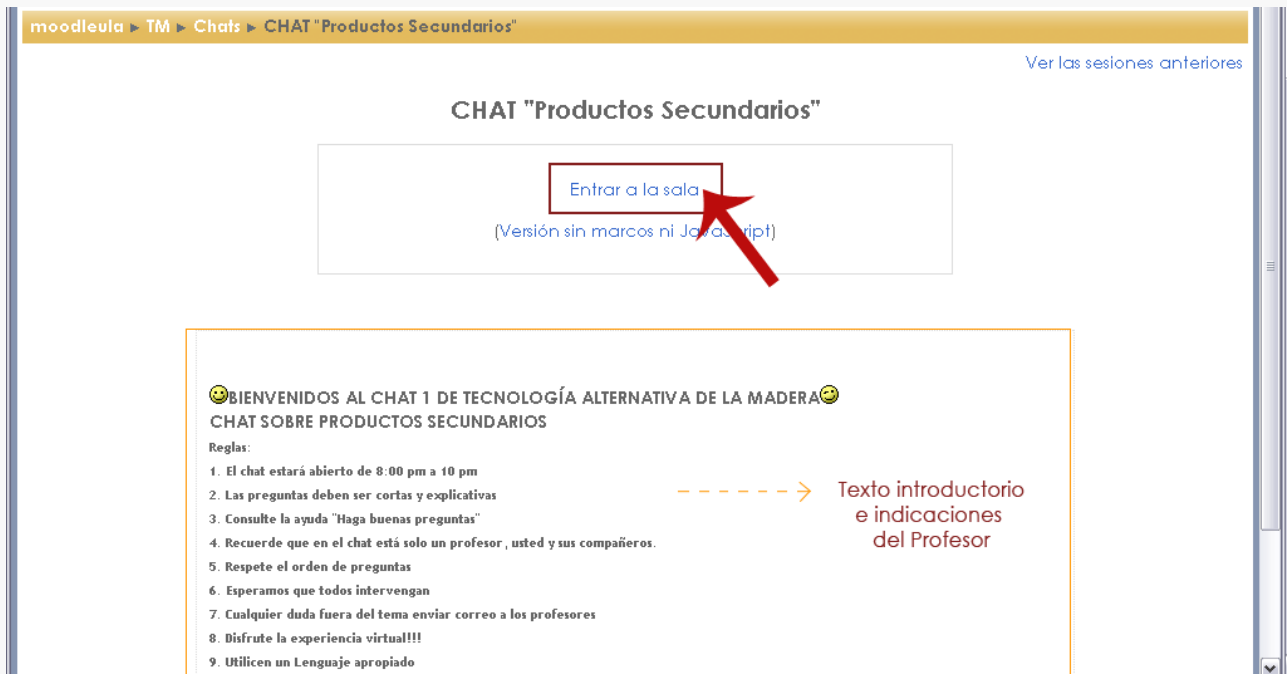 moodleula ► TM ► Chats ► CHAT "Productos Secundarios"
Ver las sesiones anteriores
CHAT "Productos Secundarios"
Entrar a la sala
(Versión sin marcos ni JavaScript)
BIENVENIDOS AL CHAT 1 DE TECNOLOGÍA ALTERNATIVA DE LA MADERA
CHAT SOBRE PRODUCTOS SECUNDARIOS
Reglas:
1. El chat estará abierto de 8:00 pm a 10 pm
2. Las preguntas deben ser cortas y explicativas
3. Consulte la ayuda "Haga buenas preguntas"
4. Recuerde que en el chat está solo un profesor, usted y sus compañeros.
5. Respete el orden de preguntas
6. Esperamos que todos intervengan
7. Cualquier duda fuera del tema enviar correo a los profesores
8. Disfrute la experiencia virtual!!!
9. Utilicen un Lenguaje apropiado
Texto introductorio
e indicaciones
del Profesor